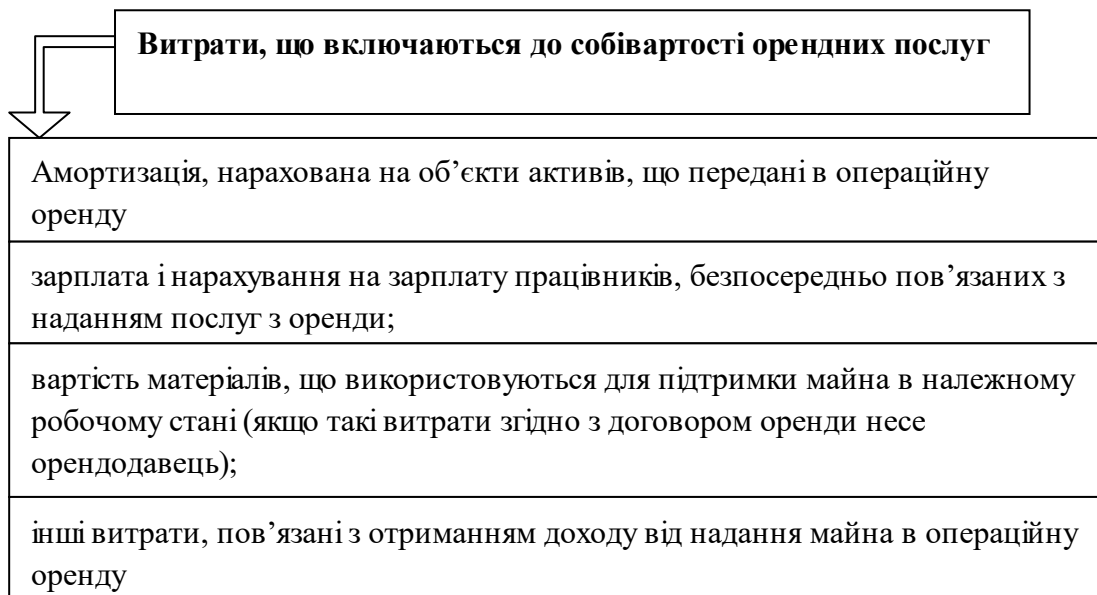 Витрати, що включаються до собівартості орендних послуг
Амортизація, нарахована на об’єкти активів, що передані в операційну
оренду
зарплата і нарахування на зарплату працівників, безпосередньо пов’язаних з
наданням послуг з оренди;
вартість матеріалів, що використовуються для підтримки майна в належному
робочому стані (якщо такі витрати згідно з договором оренди несе
орендодавець);
інші витрати, пов’язані з отриманням доходу від надання майна в операційну
оренду